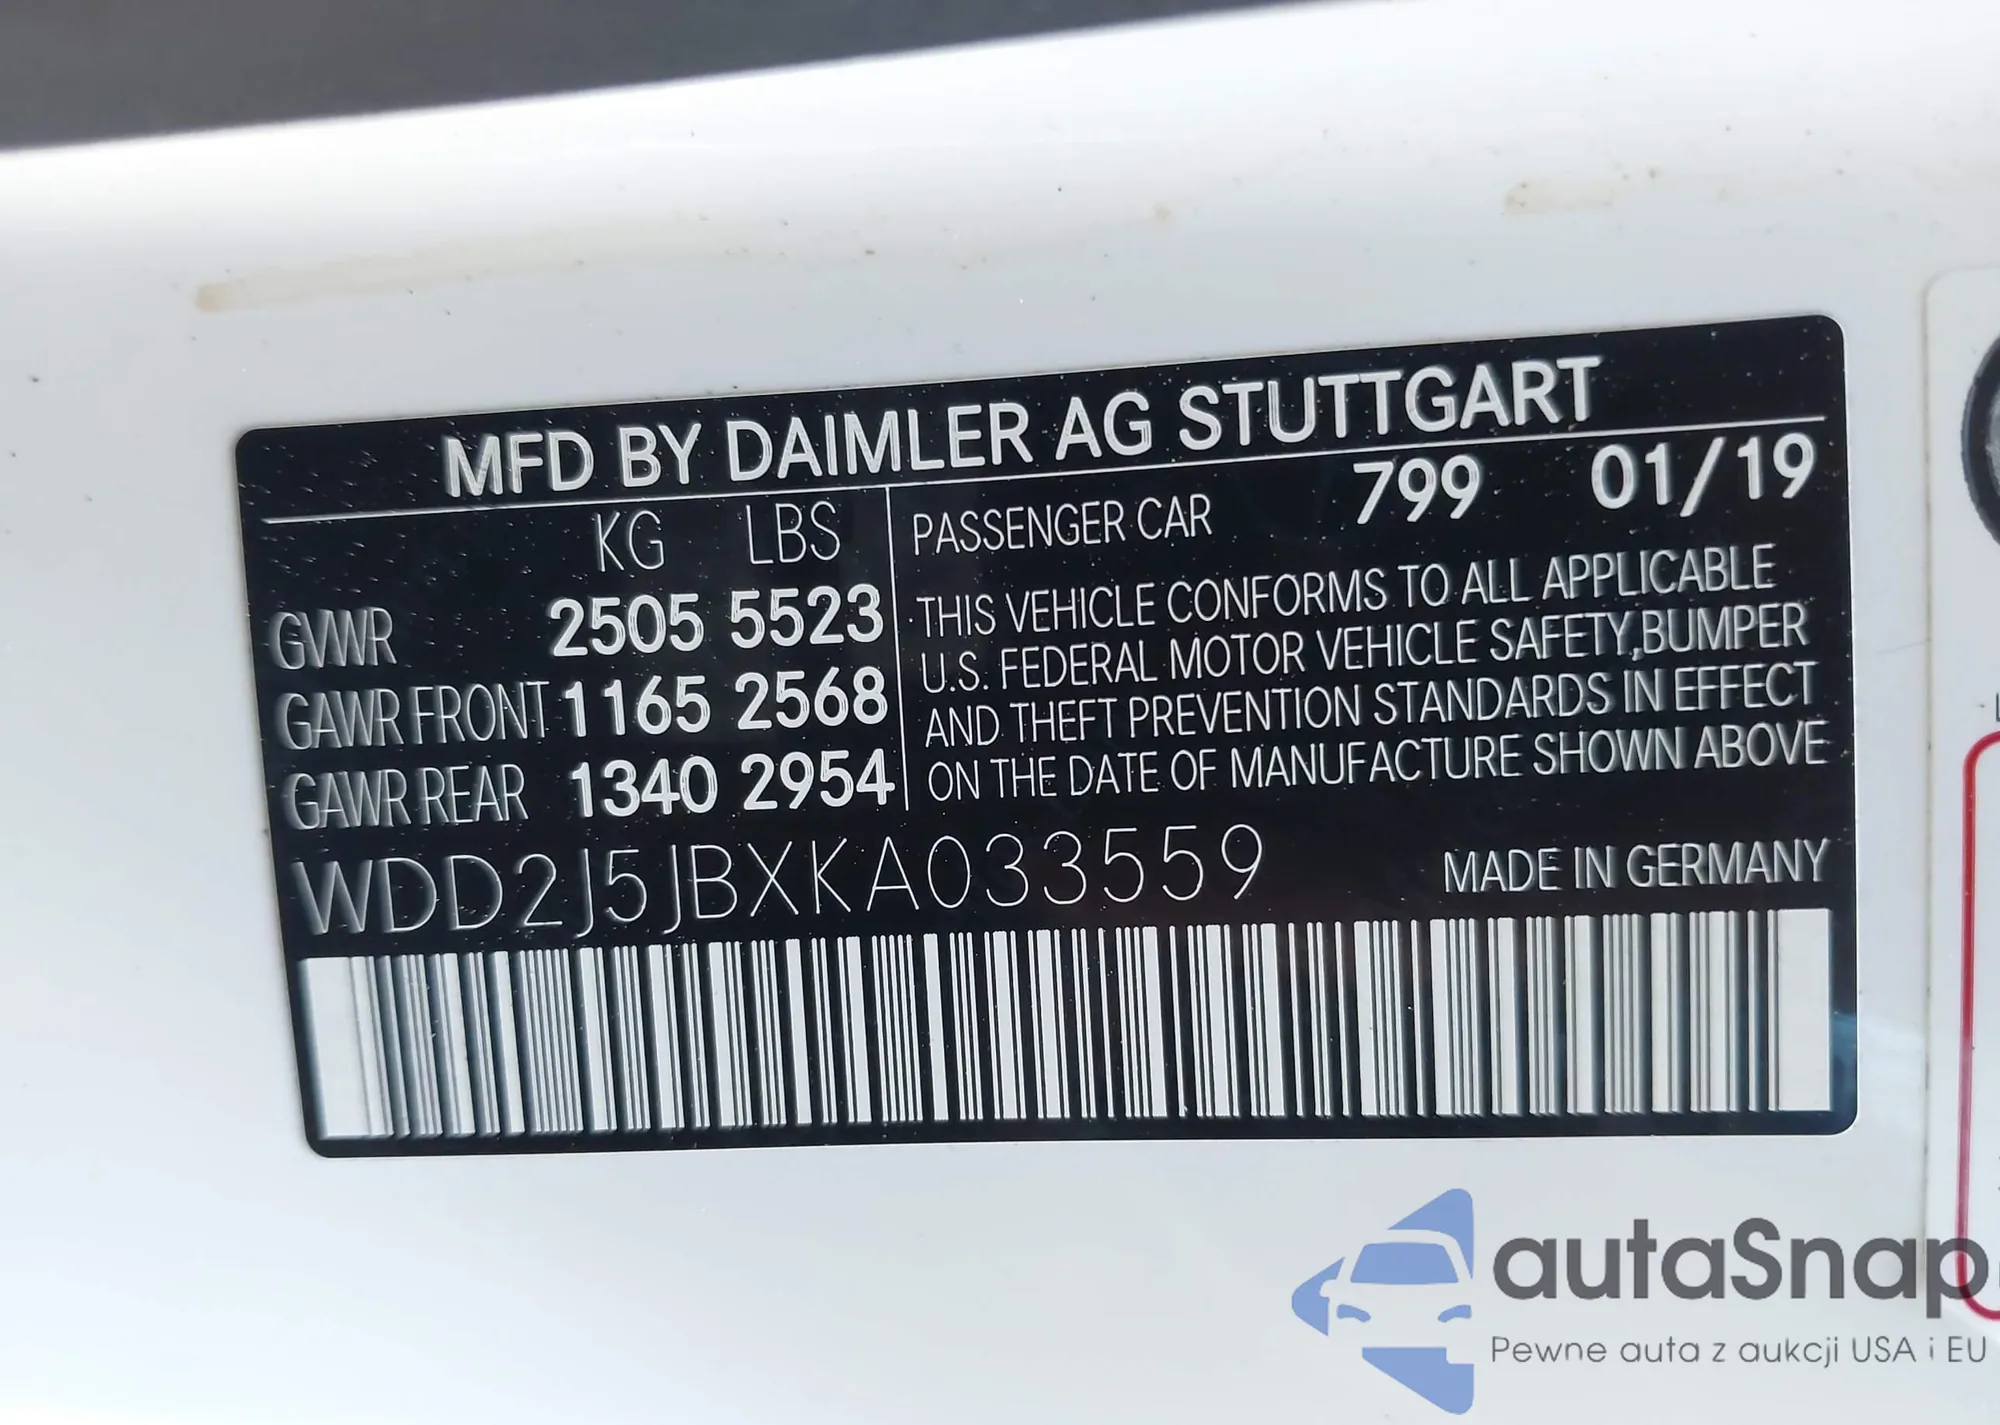 MFD BY DAIMLER AG STUTTGART
KG LBS
GVWR 2505 5523
GAWR FRONT 1165 2568
GAWR REAR 1340 2954
PASSENGER CAR 799 01/19
THIS VEHICLE CONFORMS TO ALL APPLICABLE
U.S. FEDERAL MOTOR VEHICLE SAFETY,BUMPER
AND THEFT PREVENTION STANDARDS IN EFFECT
ON THE DATE OF MANUFACTURE SHOWN ABOVE
WDD2J5JBXKA033559
MADE IN GERMANY
autaSnap
Pewne auta z aukcji USA i EU